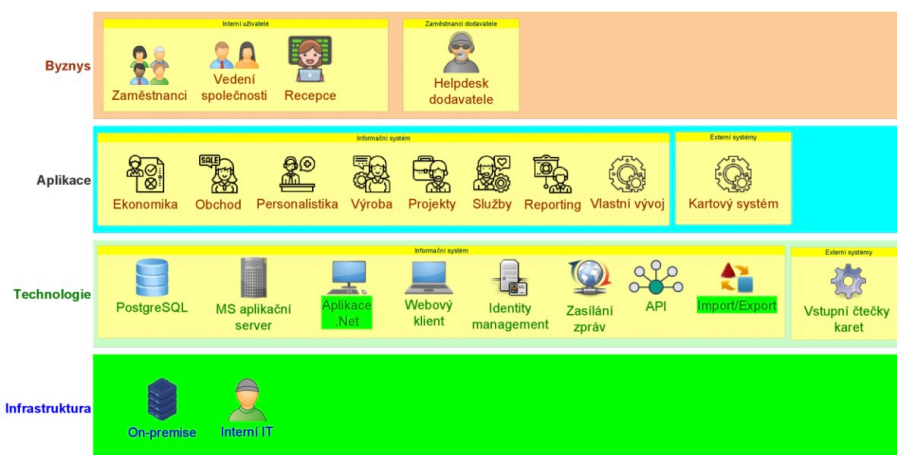 Byznys
Interní uživatelé
Zaměstnanci
Vedení
společnosti
Recepce
Zaměstnanci dodavatele
Helpdesk
dodavatele
Aplikace
Informační systém
Ekonomika
Obchod
Personalistika
Výroba
Projekty
Služby
Reporting
Vlastní vývoj
Externí systémy
Kartový systém
Technologie
Informační systém
PostgreSQL
MS aplikační
server
Aplikace
.Net
Webový
klient
Identity
management
Zasílání
zpráv
API
Import/Export
Externí systémy
Vstupní čtečky
karet
Infrastruktura
On-premise
Interní IT
SALE